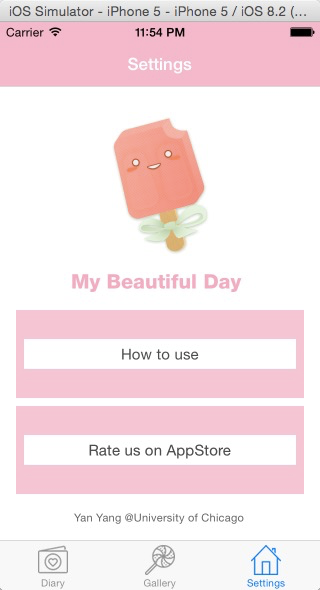 iOS Simulator - iPhone 5 - iPhone 5 / iOS 8.2 (...
Carrier 11:54 PM
Settings
My Beautiful Day
How to use
Rate us on AppStore
Yan Yang @University of Chicago
Diary Gallery Settings